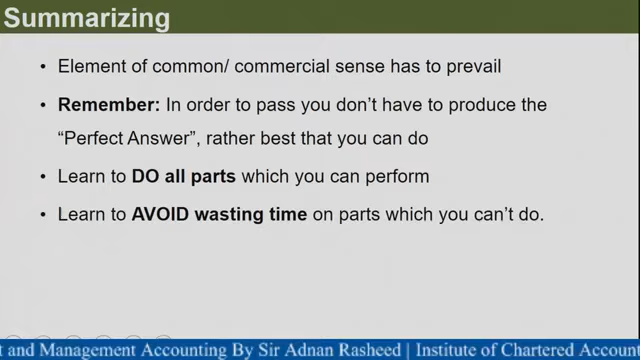 Summarizing
• Element of common/ commercial sense has to prevail
• Remember: In order to pass you don't have to produce the
“Perfect Answer”, rather best that you can do
• Learn to DO all parts which you can perform
• Learn to AVOID wasting time on parts which you can't do.
t and Management Accounting By Sir Adnan Rasheed | Institute of Chartered Accoun